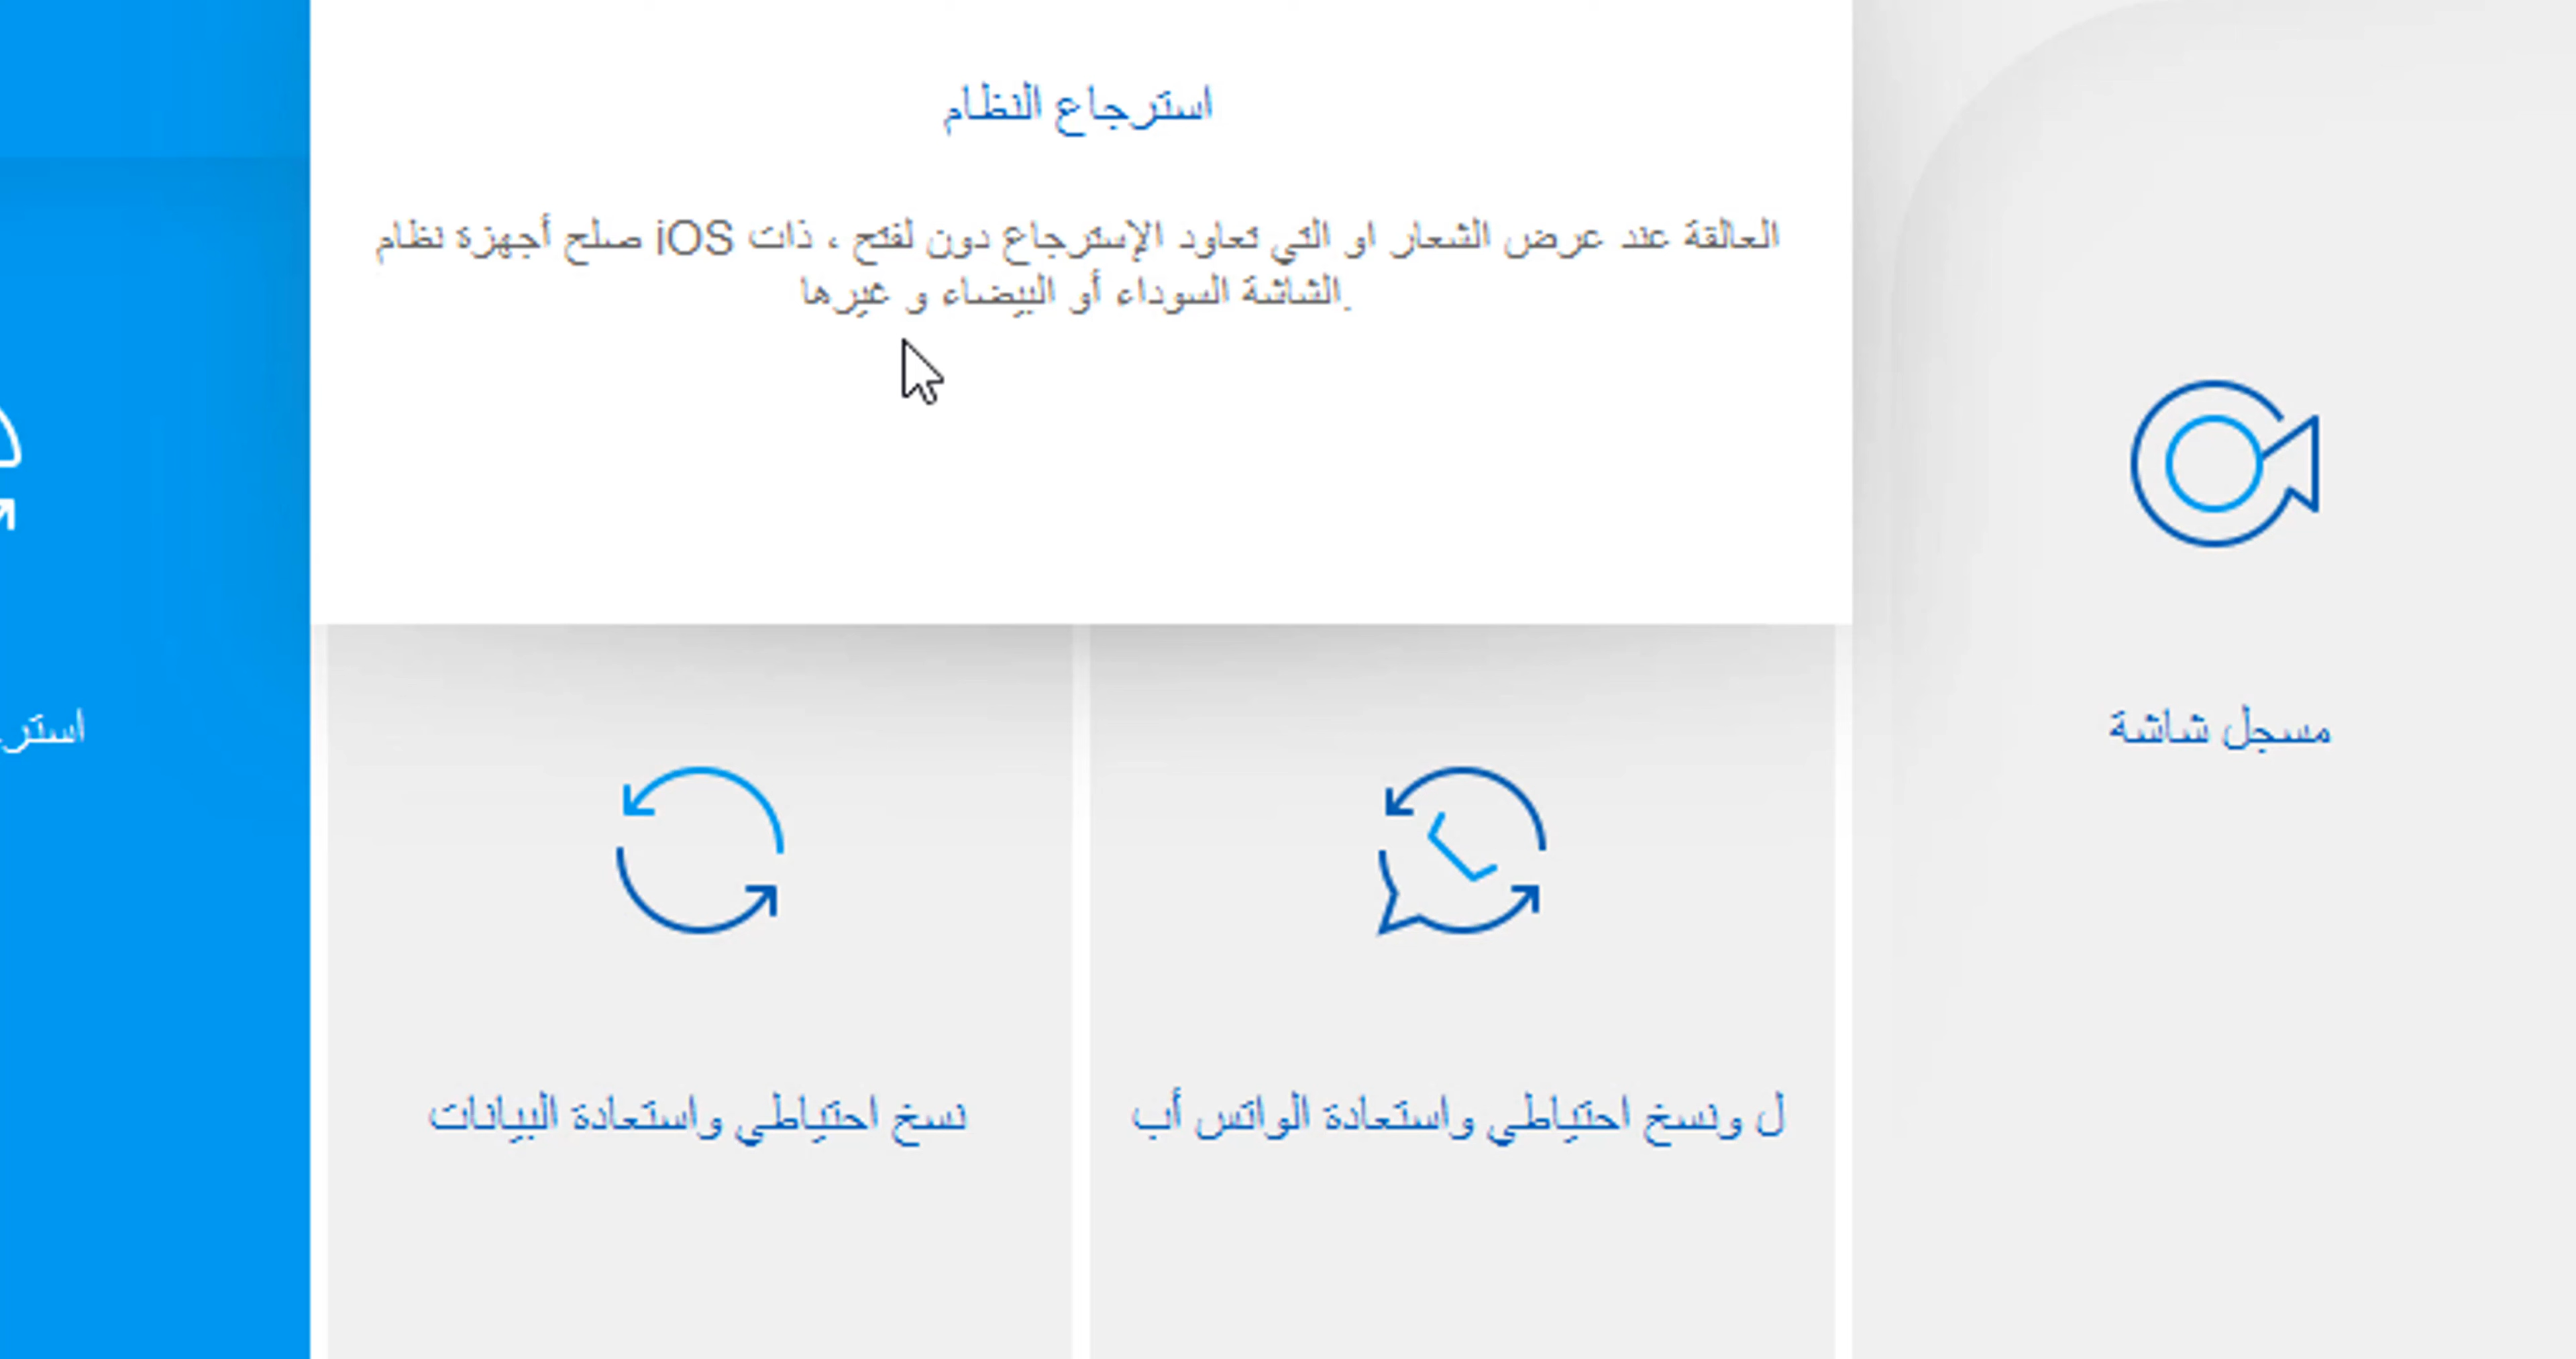 استرجاع النظام
صلح أجهزة نظام iOS العالقة عند عرض الشعار او التي تعاود الإسترجاع دون لفتح ، ذات
الشاشة السوداء أو البيضاء و غيرها.
مسجل شاشة
استر
ل ونسخ احتياطي واستعادة الواتس أب
نسخ احتياطي واستعادة البيانات